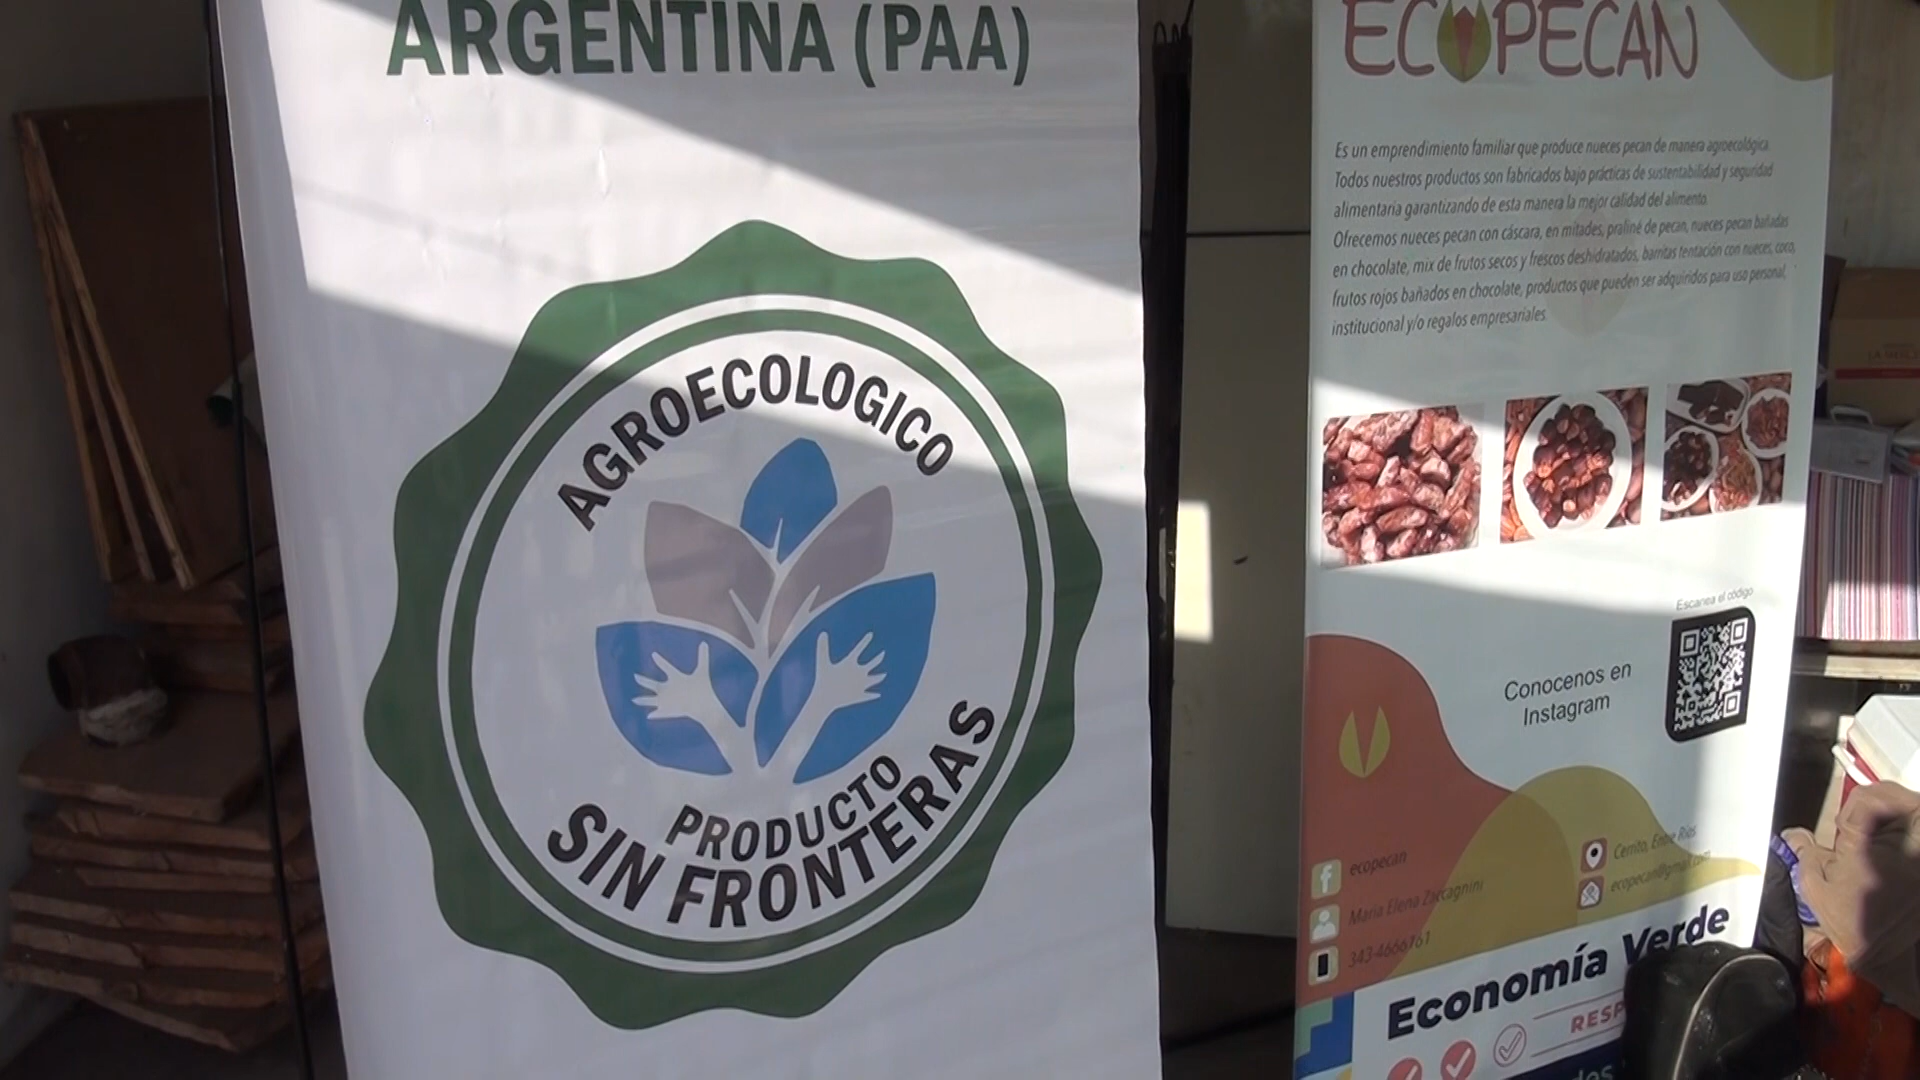 ARGENTINA (PAA)
AGROECOLOGICO
PRODUCTO
SIN FRONTERAS
ECOPECAN
Es un emprendimiento familiar que produce nueces pecan de manera agroecológica.
Todos nuestros productos son fabricados bajo prácticas de sustentabilidad y seguridad
alimentaria garantizando de esta manera la mejor calidad del alimento.
Ofrecemos nueces pecan con cáscara, en mitades, praliné de pecan, nueces pecan bañadas
en chocolate, mix de frutos secos y frescos deshidratados, barritas tentación con nueces, coco,
frutos rojos bañados en chocolate, productos que pueden ser adquiridos para uso personal,
institucional y/o regalos empresariales.
Escanea el código
Conocenos en
Instagram
ecopecan
Maria Elena Zaccagnini
343-4666761
Cerrito, Entre Ríos
ecopecan@gmail.com
Economía Verde
RESP